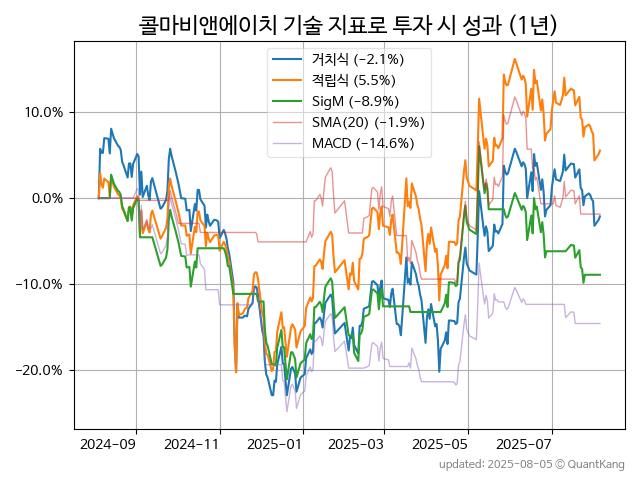 콜마비앤에이치 기술 지표로 투자 시 성과 (1년)
거치식 (−2.1%)
적립식 (5.5%)
SigM (−8.9%)
SMA(20) (−1.9%)
MACD (−14.6%)
10.0%
0.0%
−10.0%
−20.0%
2024-09 2024-11 2025-01 2025-03 2025-05 2025-07
updated: 2025-08-05 © QuantKang